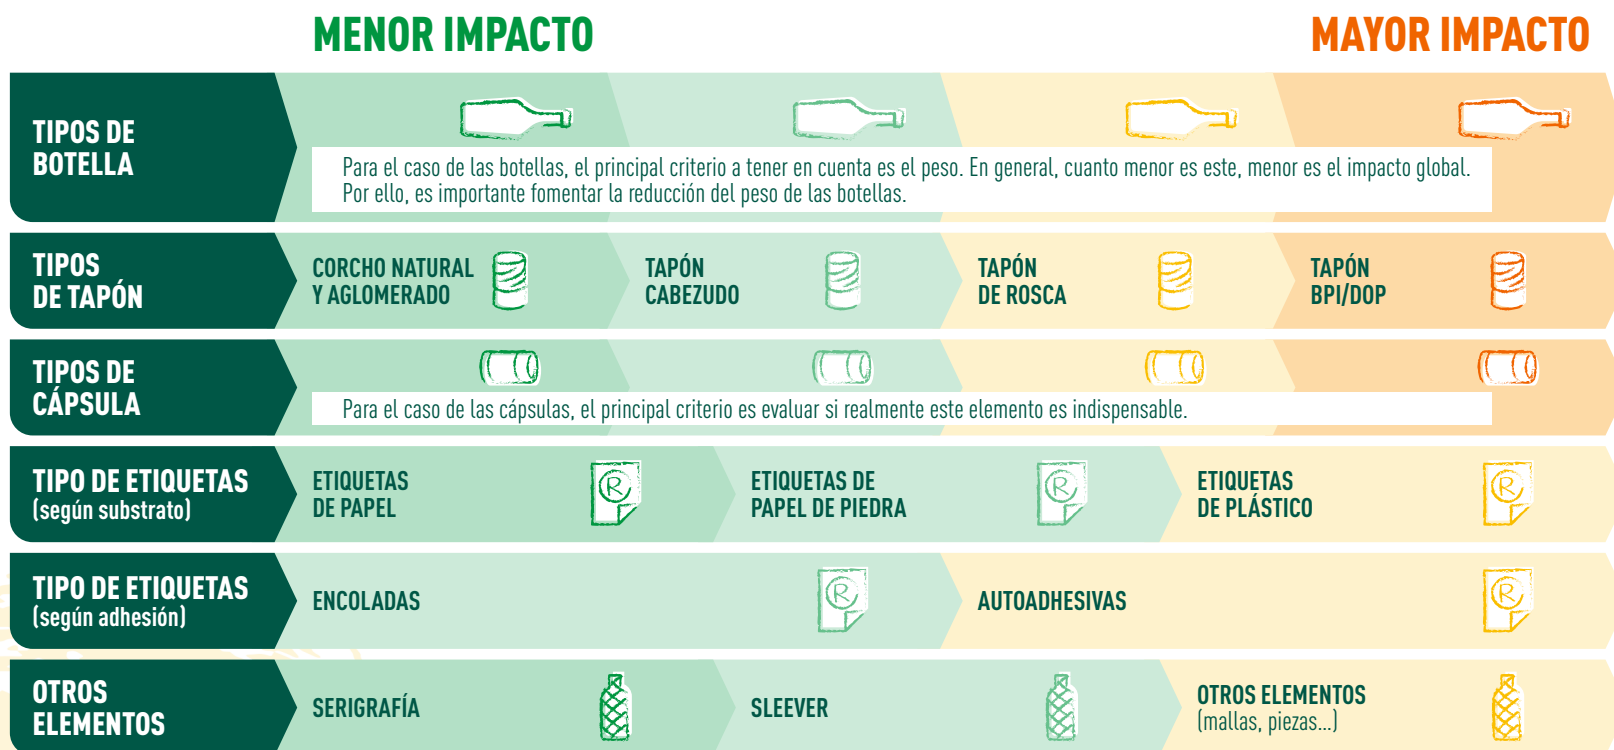 MENOR IMPACTO
MAYOR IMPACTO
TIPOS DE
BOTELLA
Para el caso de las botellas, el principal criterio a tener en cuenta es el peso. En general, cuanto menor es este, menor es el impacto global.
Por ello, es importante fomentar la reducción del peso de las botellas.
TIPOS
DE TAPÓN
CORCHO NATURAL
Y AGLOMERADO
TAPÓN
CABEZUDO
TAPÓN
DE ROSCA
TAPÓN
BPI/DOP
TIPOS DE
CÁPSULA
Para el caso de las cápsulas, el principal criterio es evaluar si realmente este elemento es indispensable.
TIPO DE ETIQUETAS
(según substrato)
ETIQUETAS
DE PAPEL
R
ETIQUETAS DE
PAPEL DE PIEDRA
R
ETIQUETAS
DE PLÁSTICO
R
TIPO DE ETIQUETAS
(según adhesión)
ENCOLADAS
R
AUTOADHESIVAS
R
OTROS
ELEMENTOS
SERIGRAFÍA
SLEEVER
OTROS ELEMENTOS
(mallas, piezas...)